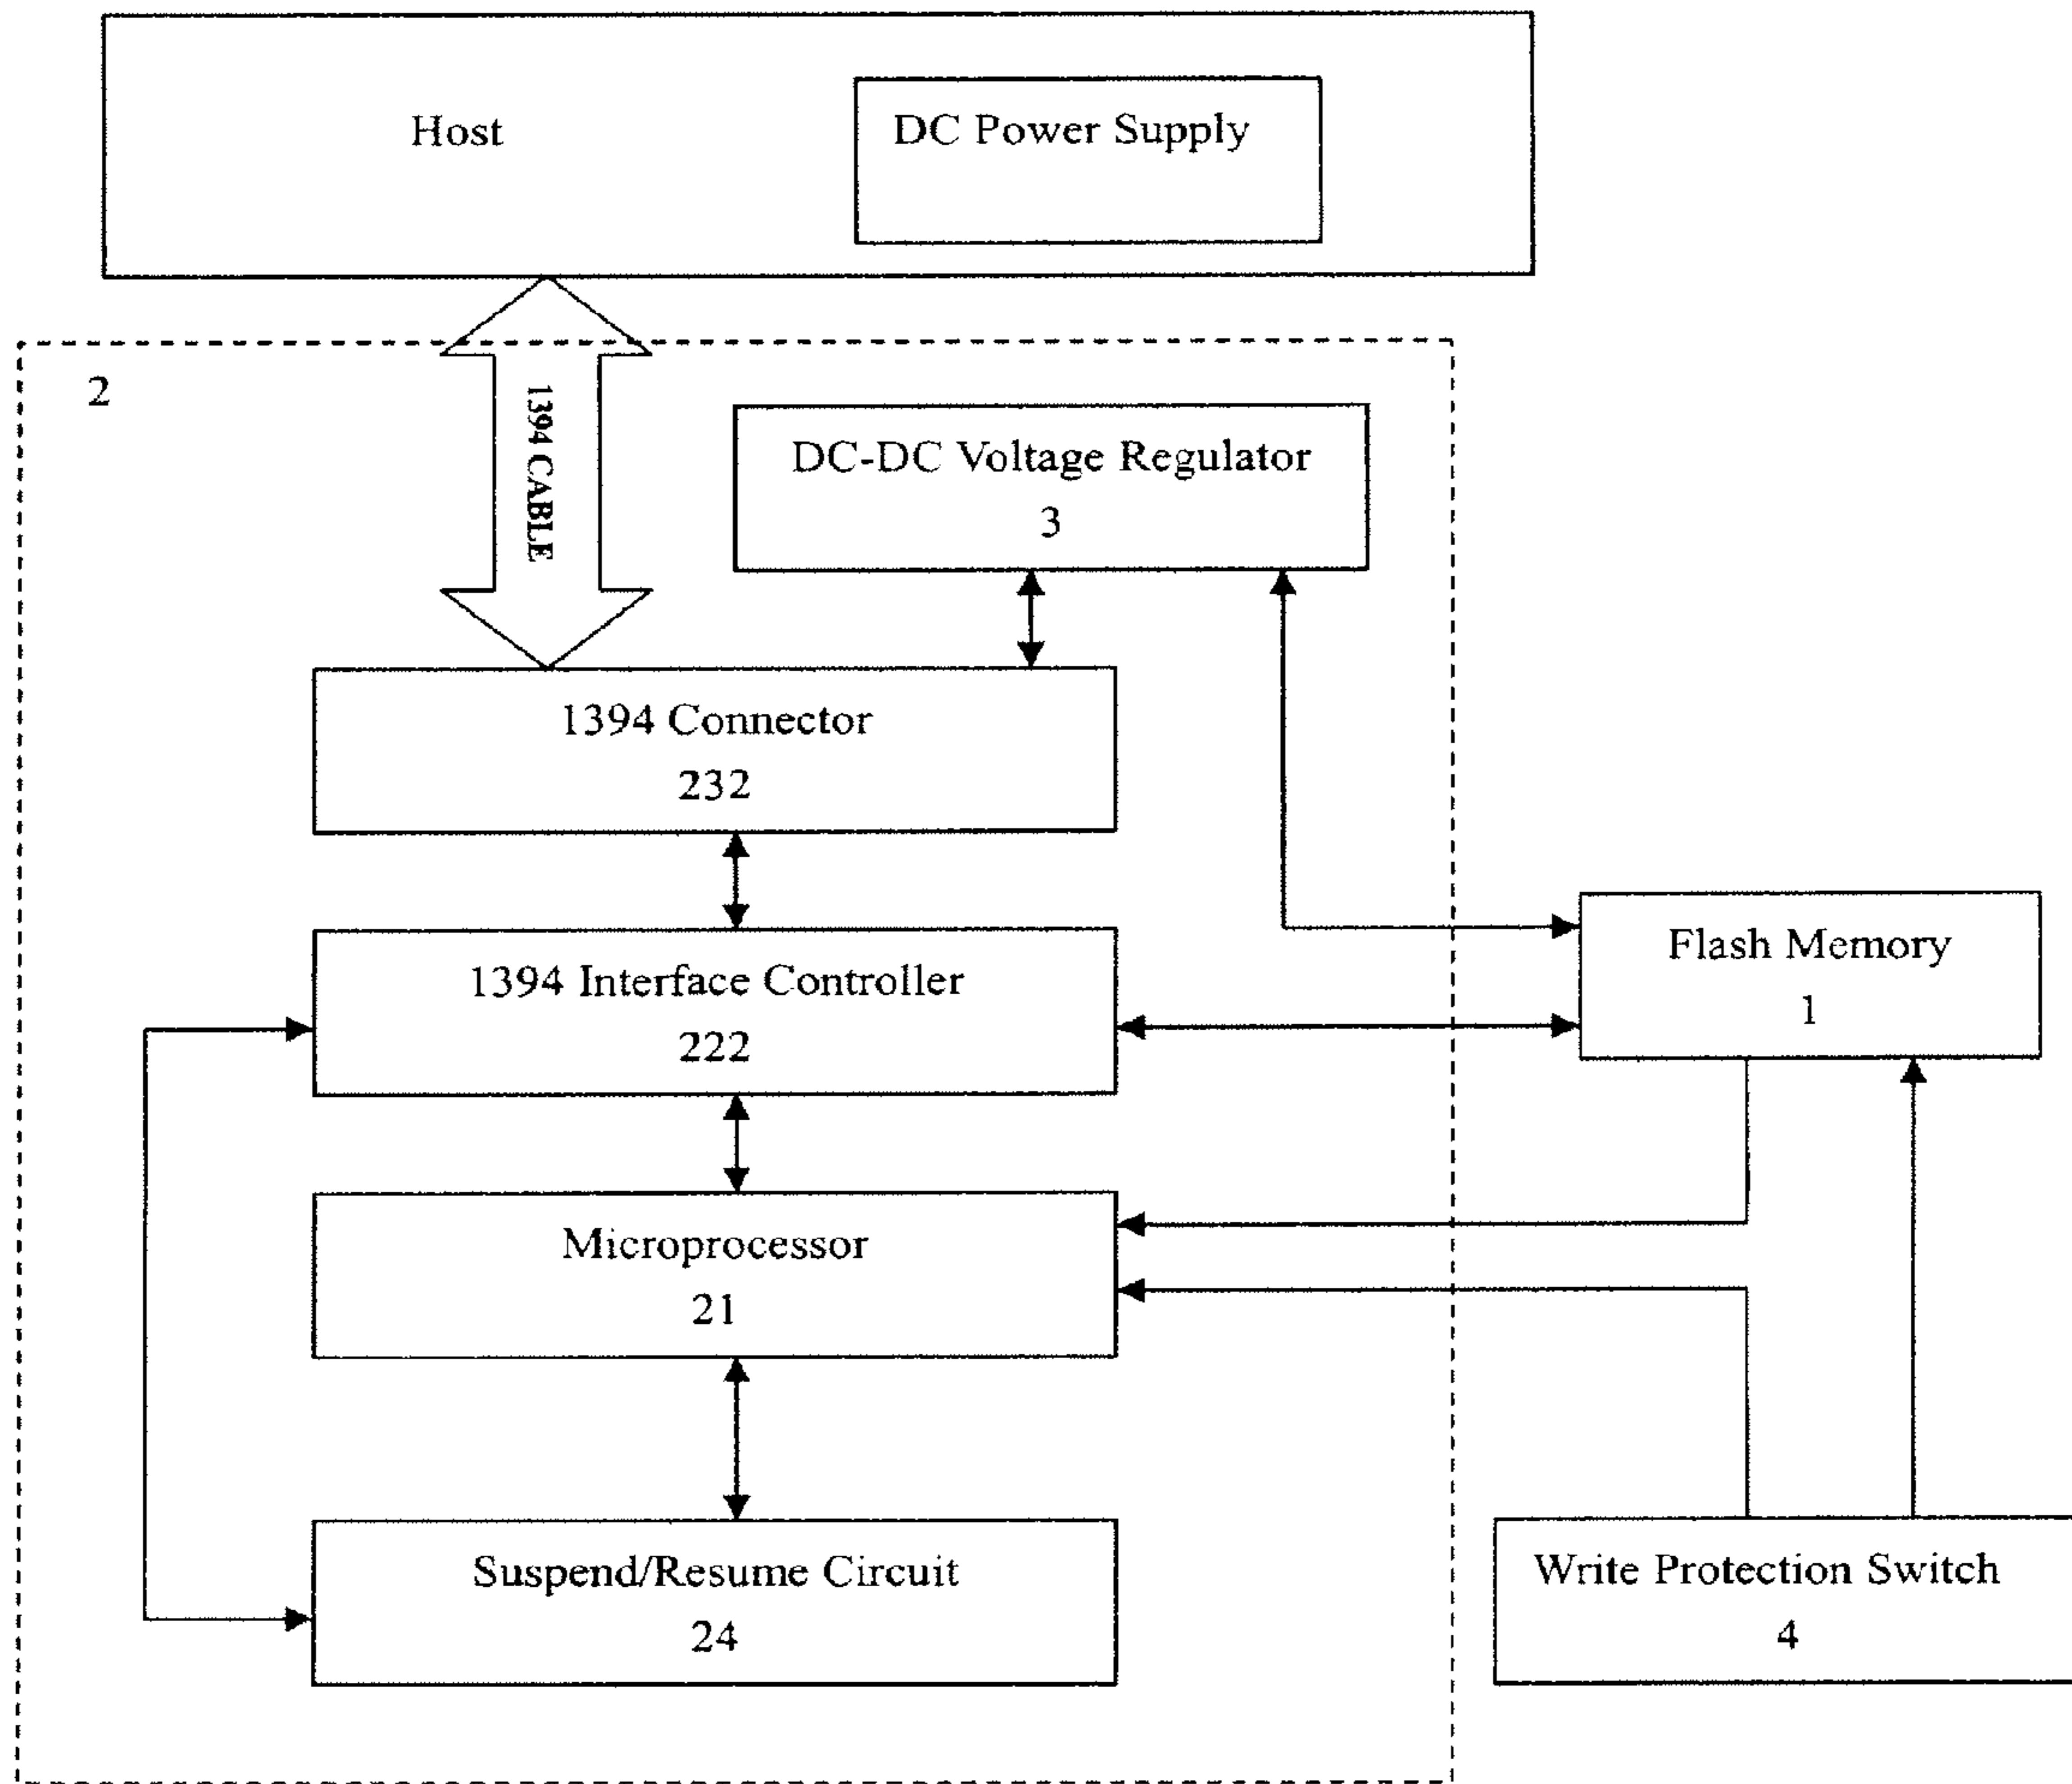 Host
DC Power Supply
2
1394 CABLE
DC-DC Voltage Regulator
3
1394 Connector
232
1394 Interface Controller
222
Flash Memory
1
Microprocessor
21
Suspend/Resume Circuit
24
Write Protection Switch
4